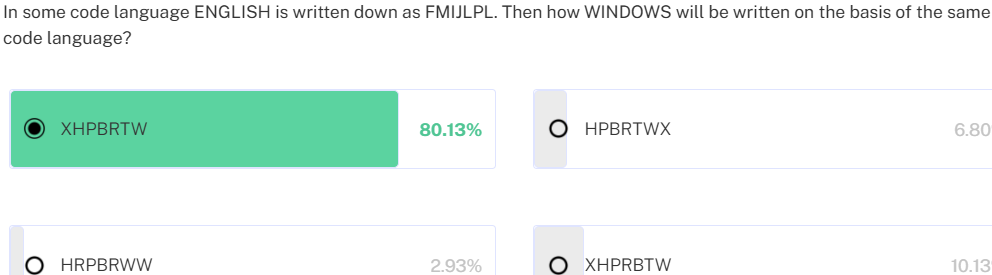 In some code language ENGLISH is written down as FMIJLPL. Then how WINDOWS will be written on the basis of the same
code language?
XHPBRTW 80.13% HPBRTWX 6.80
HRPBRWW 2.93% XHPRBTW 10.13